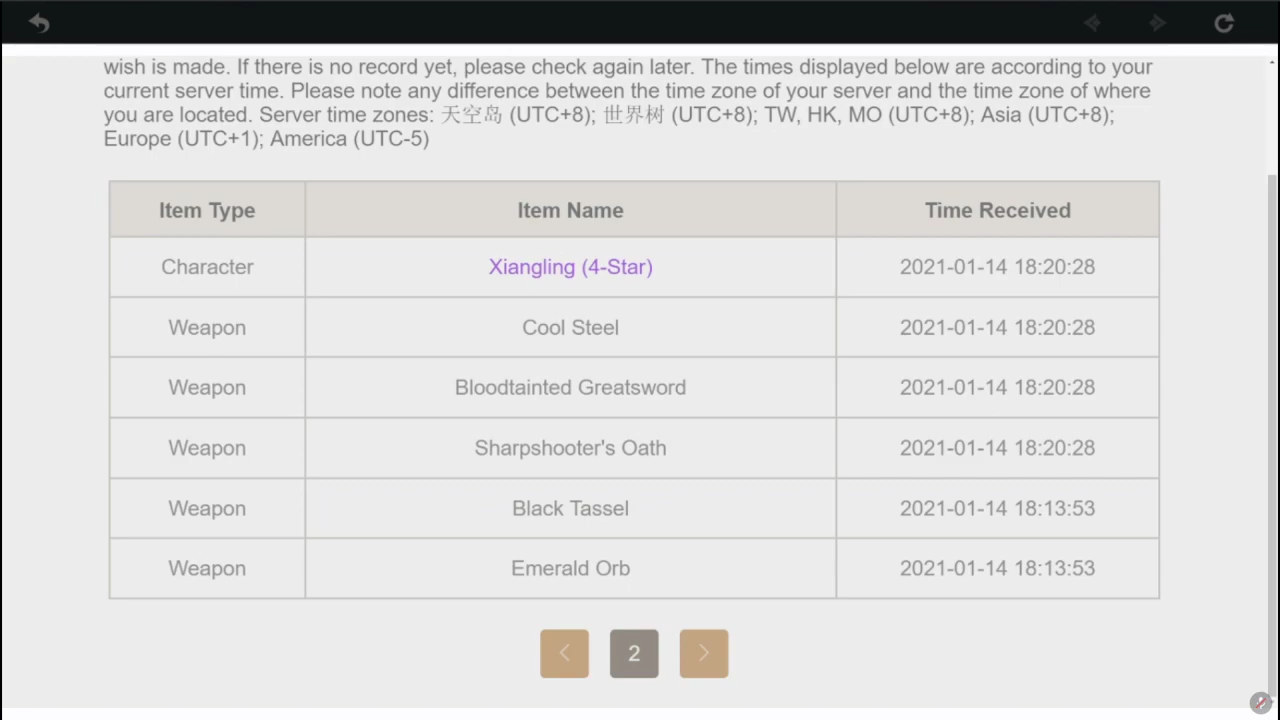 wish is made. If there is no record yet, please check again later. The times displayed below are according to your
current server time. Please note any difference between the time zone of your server and the time zone of where
you are located. Server time zones: 天空岛 (UTC+8); 世界树 (UTC+8); TW, HK, MO (UTC+8); Asia (UTC+8);
Europe (UTC+1); America (UTC-5)
Item Type Item Name Time Received
Character Xiangling (4-Star) 2021-01-14 18:20:28
Weapon Cool Steel 2021-01-14 18:20:28
Weapon Bloodtainted Greatsword 2021-01-14 18:20:28
Weapon Sharpshooter's Oath 2021-01-14 18:20:28
Weapon Black Tassel 2021-01-14 18:13:53
Weapon Emerald Orb 2021-01-14 18:13:53
2